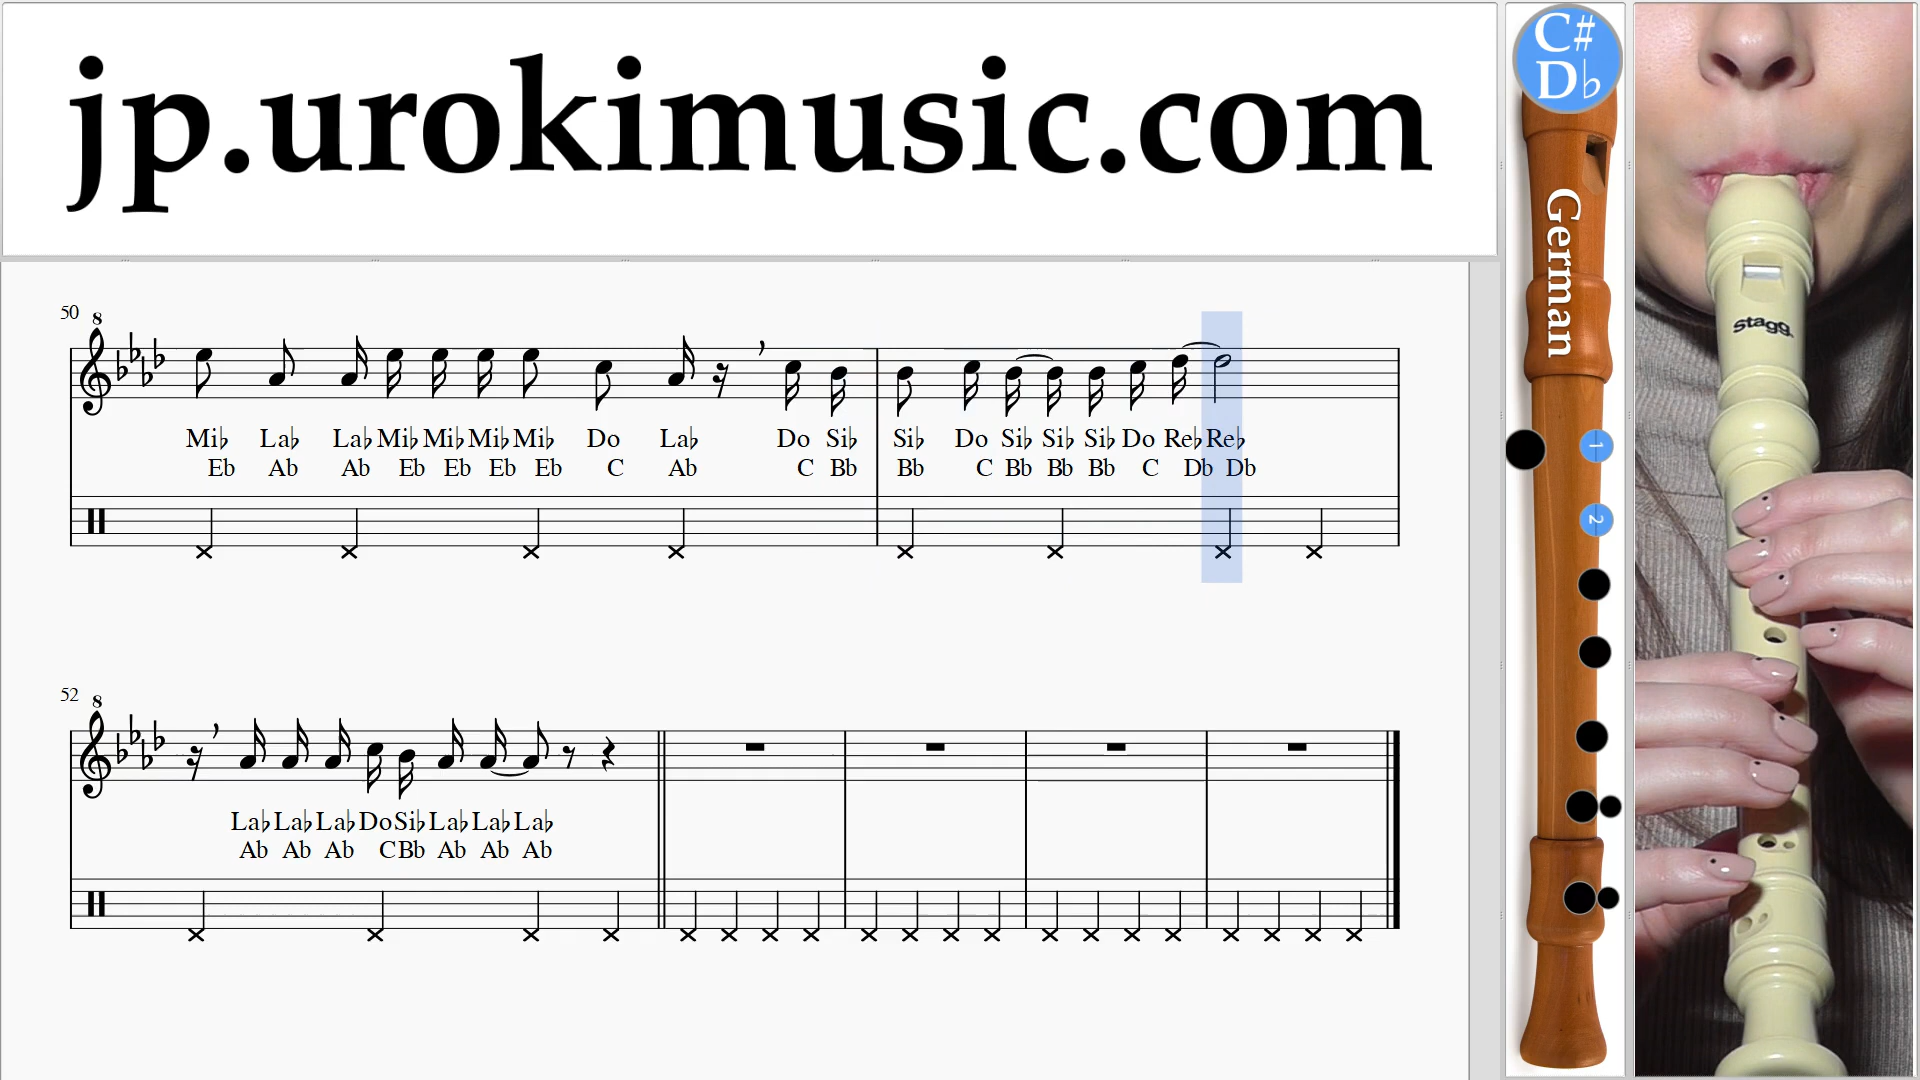 jp.urokimusic.com
C#
D♭
German
Stagg
50
8
Mi♭ La♭ La♭ Mi♭ Mi♭ Mi♭ Mi♭ Do La♭ Do Si♭ Si♭ Do Si♭ Si♭ Si♭ Do Re♭ Re♭
Eb Ab Ab Eb Eb Eb Eb C Ab C Bb Bb C Bb Bb Bb C Db Db
1
2
52
8
La♭ La♭ La♭ Do Si♭ La♭ La♭ La♭
Ab Ab Ab C Bb Ab Ab Ab